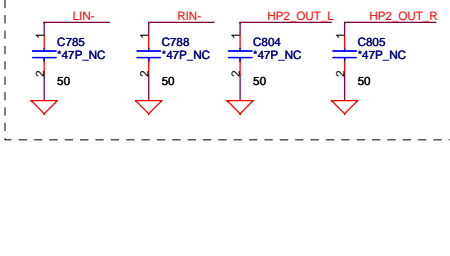 LIN-
RIN-
HP2_OUT_L
HP2_OUT_R
1
C785
*47P_NC
2
50
1
C788
*47P_NC
2
50
1
C804
*47P_NC
2
50
1
C805
*47P_NC
2
50